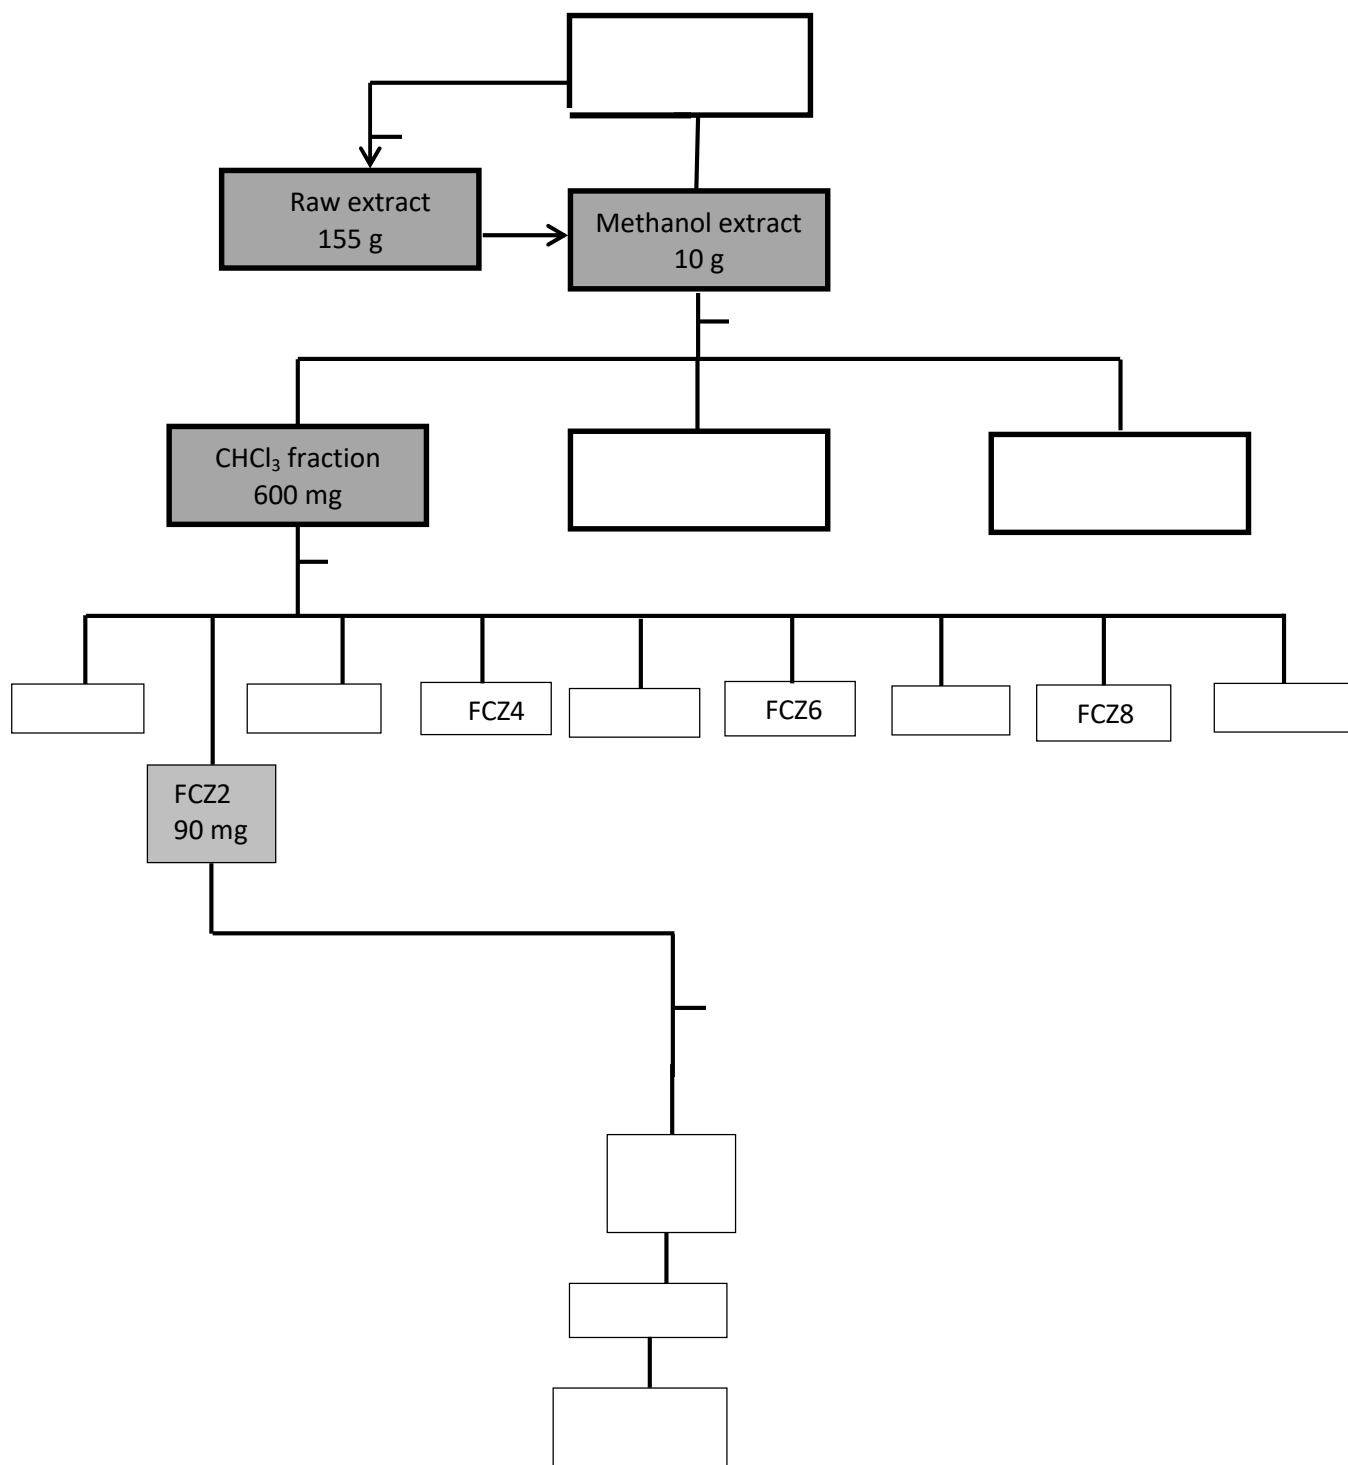 Raw extract
155 g
Methanol extract
10 g
CHCl₃ fraction
600 mg
FCZ4
FCZ6
FCZ8
FCZ2
90 mg